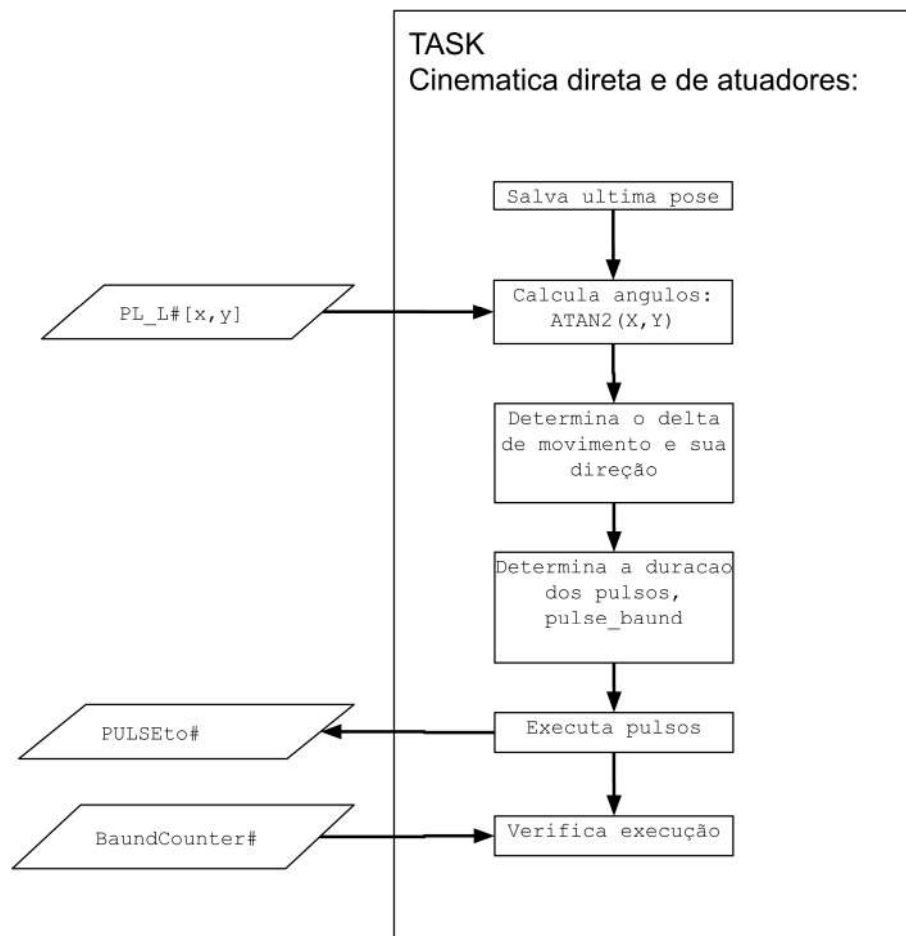 TASK
Cinematica direta e de atuadores:
Salva ultima pose
PL_L#[x,y]
Calcula angulos:
ATAN2(X,Y)
Determina o delta
de movimento e sua
direção
Determina a duracao
dos pulsos,
pulse_baund
PULSEto#
Executa pulsos
BaundCounter#
Verifica execução